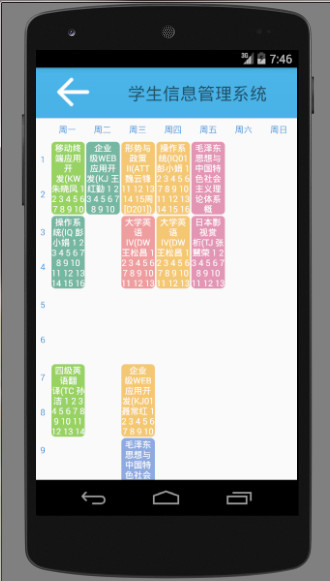 3G 7:46
学生信息管理系统
周一 周二 周三 周四 周五 周六 周日
1
2
3
4
5
6
7
8
9
移动终
端应用
开
发(KW
朱晓凤 1
2 3 4 5 6
7 8 9 10
企业
级WEB
应用开
发(KJ 王
红勤 1 2
3 4 5 6
7 8 9 10
形势与
政策
II(ATT
11 12 13
14 15周
(D201))
操作系
统(IQ01
彭小娟 1
2 3 4 5 6
7 8 9 10
11 12 13
毛泽东
思想与
中国特
色社会
主义理
论体系
概
操作系
统(IQ 彭
小娟 1 2
3 4 5 6 7
8 9 10
11 12 13
14 15 16
大学英
语
IV(DW
王松昌 1
2 3 4 5 6
7 8 9 10
11 12 13
大学英
语
IV(DW
王松昌 1
2 3 4 5 6
7 8 9 10
11 12 13
日本影
视赏
析(TJ 张
慧荣 1 2
3 4 5 6 7
8 9 10
11 12 13
四级英
语翻
译(TC 孙
洁 1 2 3
4 5 6 7 8
9 10 11
12 13 14
企业
级WEB
应用开
发(KJ01
聂常红 1
2 3 4 5 6
7 8 9 10
毛泽东
思想与
中国特
色社会